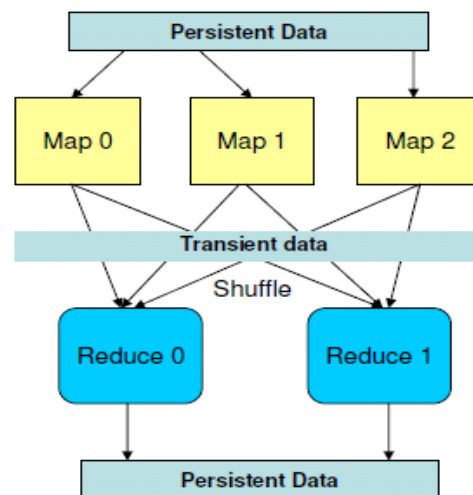 Persistent Data
Map 0
Map 1
Map 2
Transient data
Shuffle
Reduce 0
Reduce 1
Persistent Data